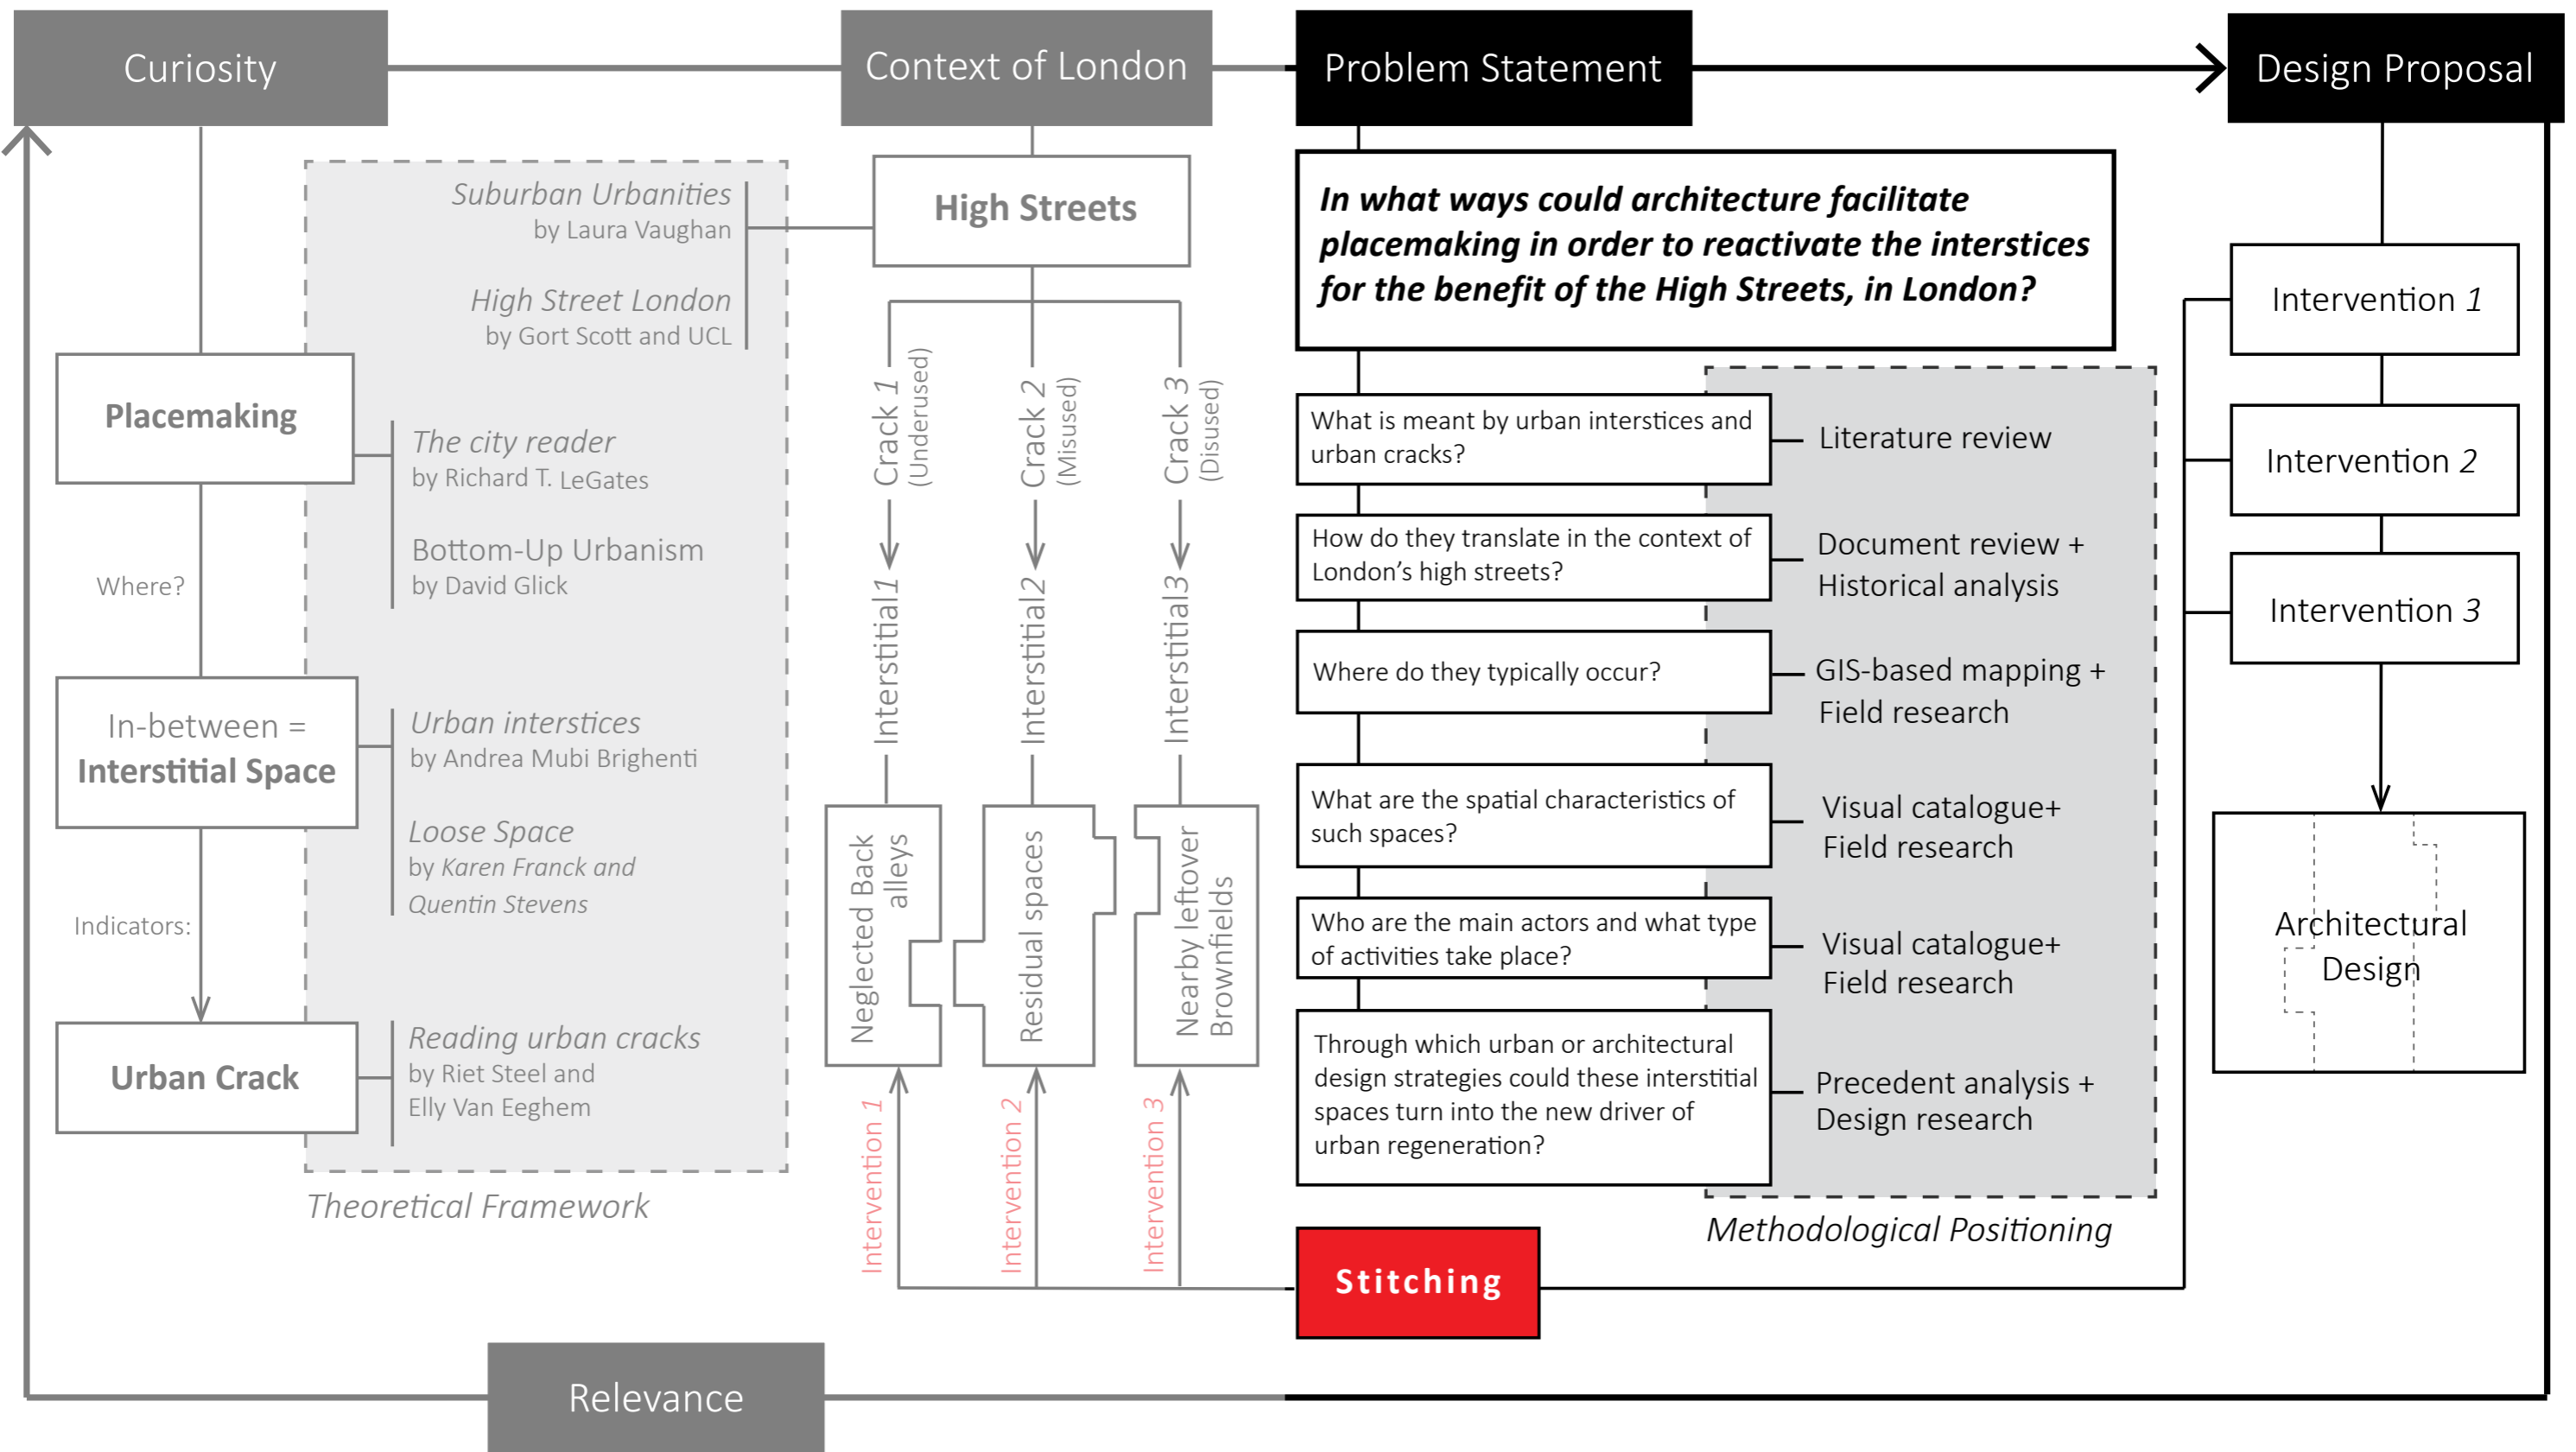 Curiosity
Context of London
Problem Statement
Design Proposal
Placemaking
Where?
In-between =
Interstitial Space
Indicators:
Urban Crack
Suburban Urbanities
by Laura Vaughan
High Street London
by Gort Scott and UCL
The city reader
by Richard T. LeGates
Bottom-Up Urbanism
by David Glick
Urban interstices
by Andrea Mubi Brighenti
Loose Space
by Karen Franck and
Quentin Stevens
Reading urban cracks
by Riet Steel and
Elly Van Eeghem
Theoretical Framework
High Streets
Crack 1
(Underused)
Interstitial1
Neglected Back
alleys
Intervention 1
Crack 2
(Misused)
Interstitial2
Residual spaces
Intervention 2
Crack 3
(Disused)
Interstitial3
Nearby leftover
Brownfields
Intervention 3
In what ways could architecture facilitate
placemaking in order to reactivate the interstices
for the benefit of the High Streets, in London?
What is meant by urban interstices and
urban cracks?
Literature review
How do they translate in the context of
London's high streets?
Document review +
Historical analysis
Where do they typically occur?
GIS-based mapping +
Field research
What are the spatial characteristics of
such spaces?
Visual catalogue+
Field research
Who are the main actors and what type
of activities take place?
Visual catalogue+
Field research
Through which urban or architectural
design strategies could these interstitial
spaces turn into the new driver of
urban regeneration?
Precedent analysis +
Design research
Methodological Positioning
Stitching
Intervention 1
Intervention 2
Intervention 3
Architectural
Design
Relevance